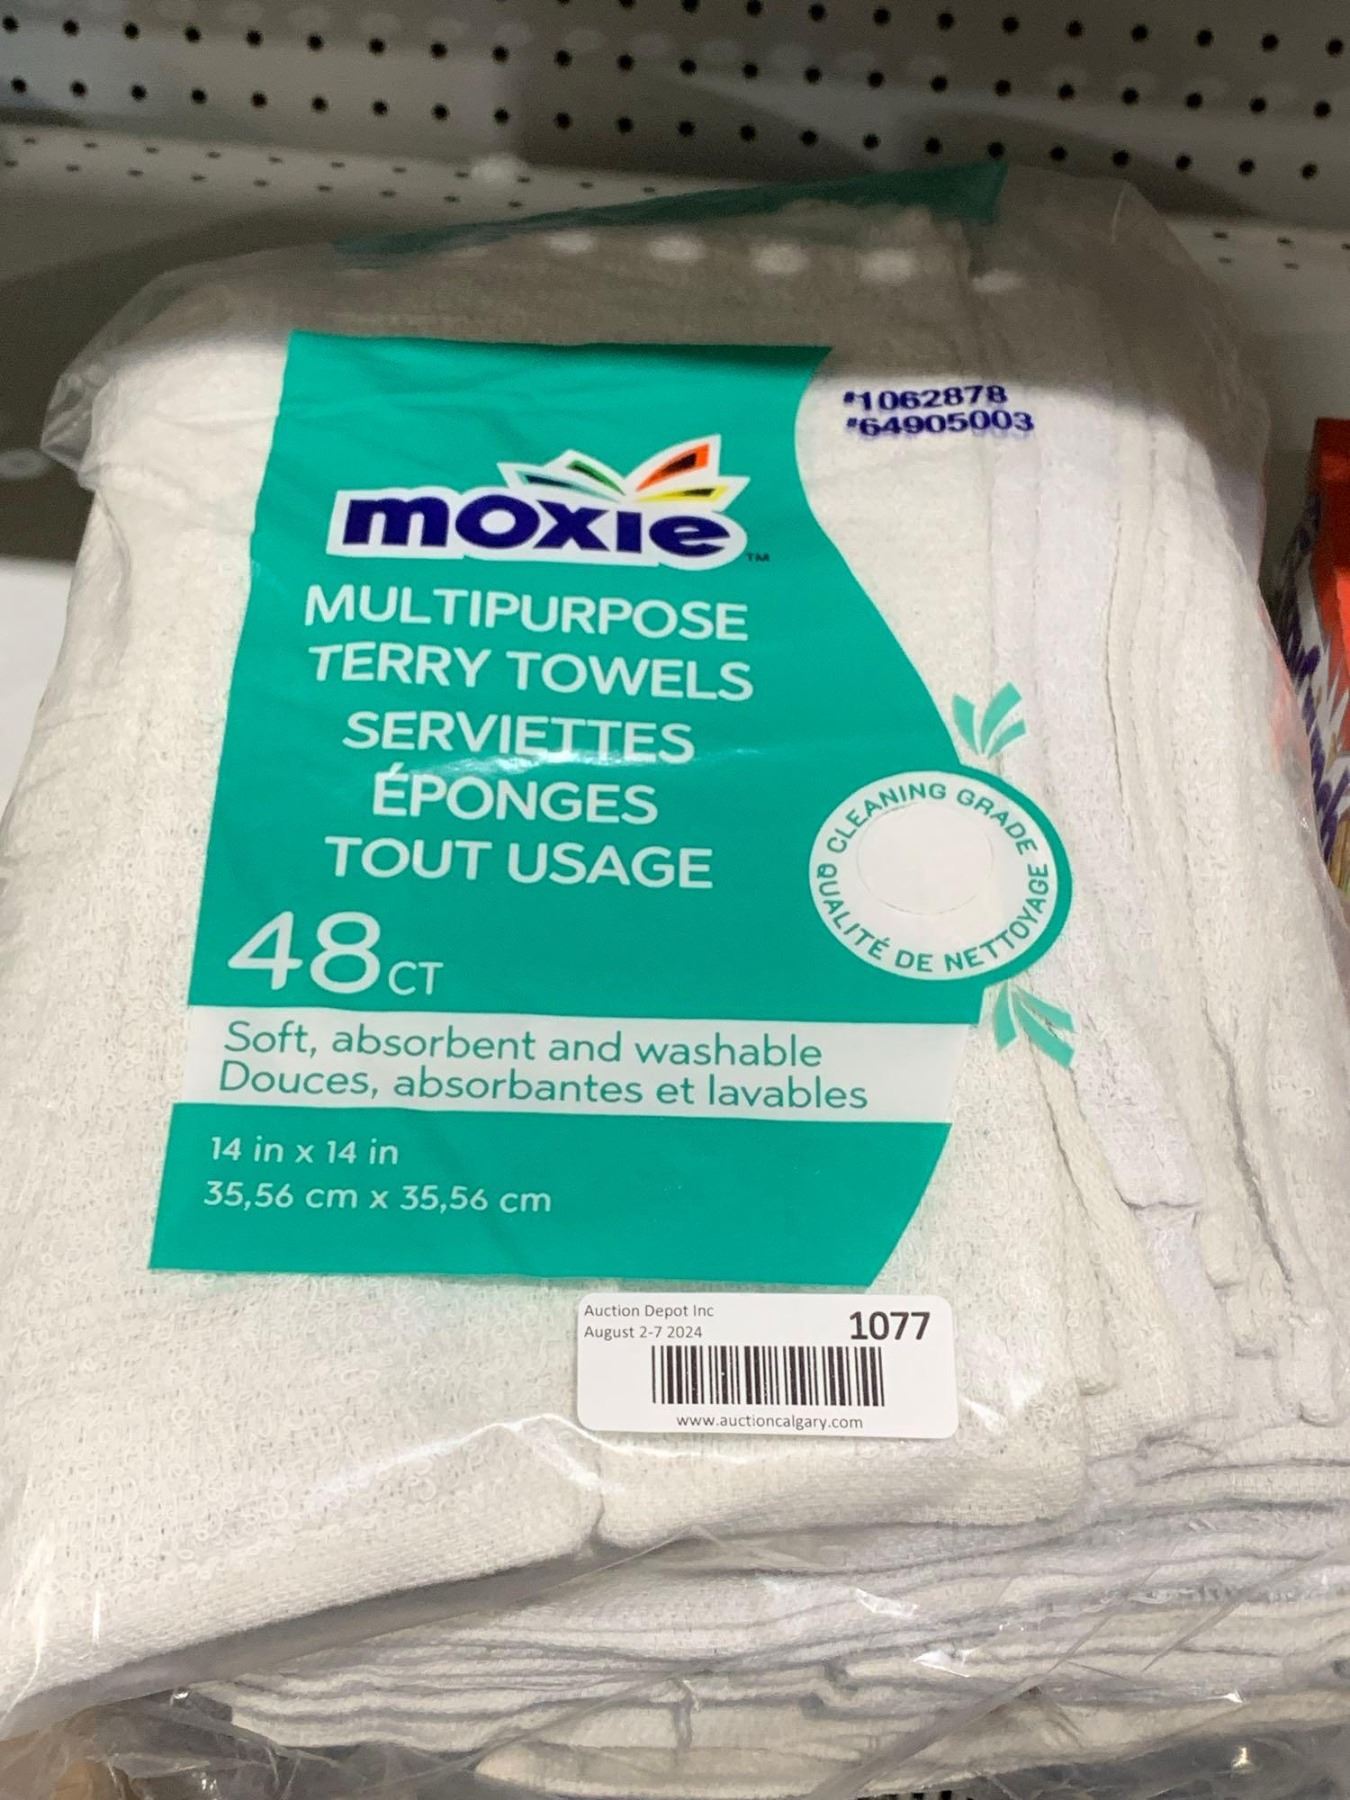 #1062878
#64905003
moxie™
MULTIPURPOSE
TERRY TOWELS
SERVIETTES
ÉPONGES
TOUT USAGE
48CT
CLEANING GRADE
QUALITÉ DE NETTOYAGE
Soft, absorbent and washable
Douces, absorbantes et lavables
14 in x 14 in
35,56 cm x 35,56 cm
Auction Depot Inc
August 2-7 2024
1077
www.auctioncalgary.com